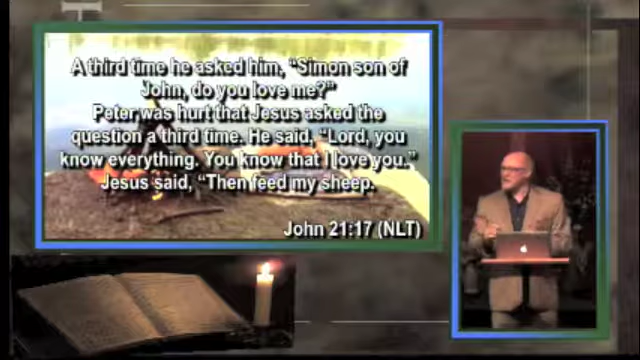 A third time he asked him, “Simon son of
John, do you love me?”
Peter was hurt that Jesus asked the
question a third time. He said, “Lord, you
know everything. You know that I love you.”
Jesus said, “Then feed my sheep.
John 21:17 (NLT)